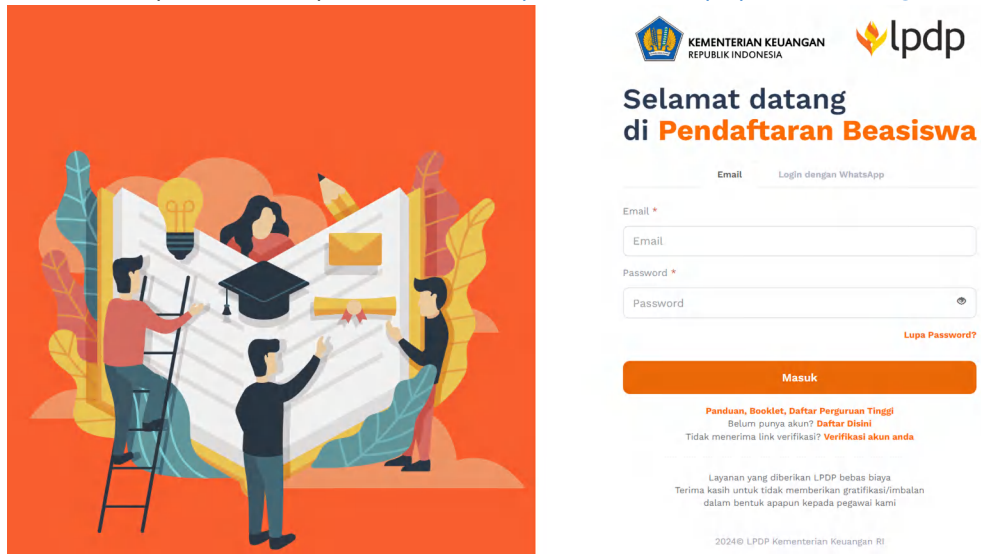 KEMENTERIAN KEUANGAN
REPUBLIK INDONESIA
lpdp
Selamat datang
di Pendaftaran Beasiswa
Email Login dengan WhatsApp
Email *
Email
Password *
Password
Lupa Password?
Masuk
Panduan, Booklet, Daftar Perguruan Tinggi
Belum punya akun? Daftar Disini
Tidak menerima link verifikasi? Verifikasi akun anda
Layanan yang diberikan LPDP bebas biaya
Terima kasih untuk tidak memberikan gratifikasi/imbalan
dalam bentuk apapun kepada pegawai kami
2024© LPDP Kementerian Keuangan RI